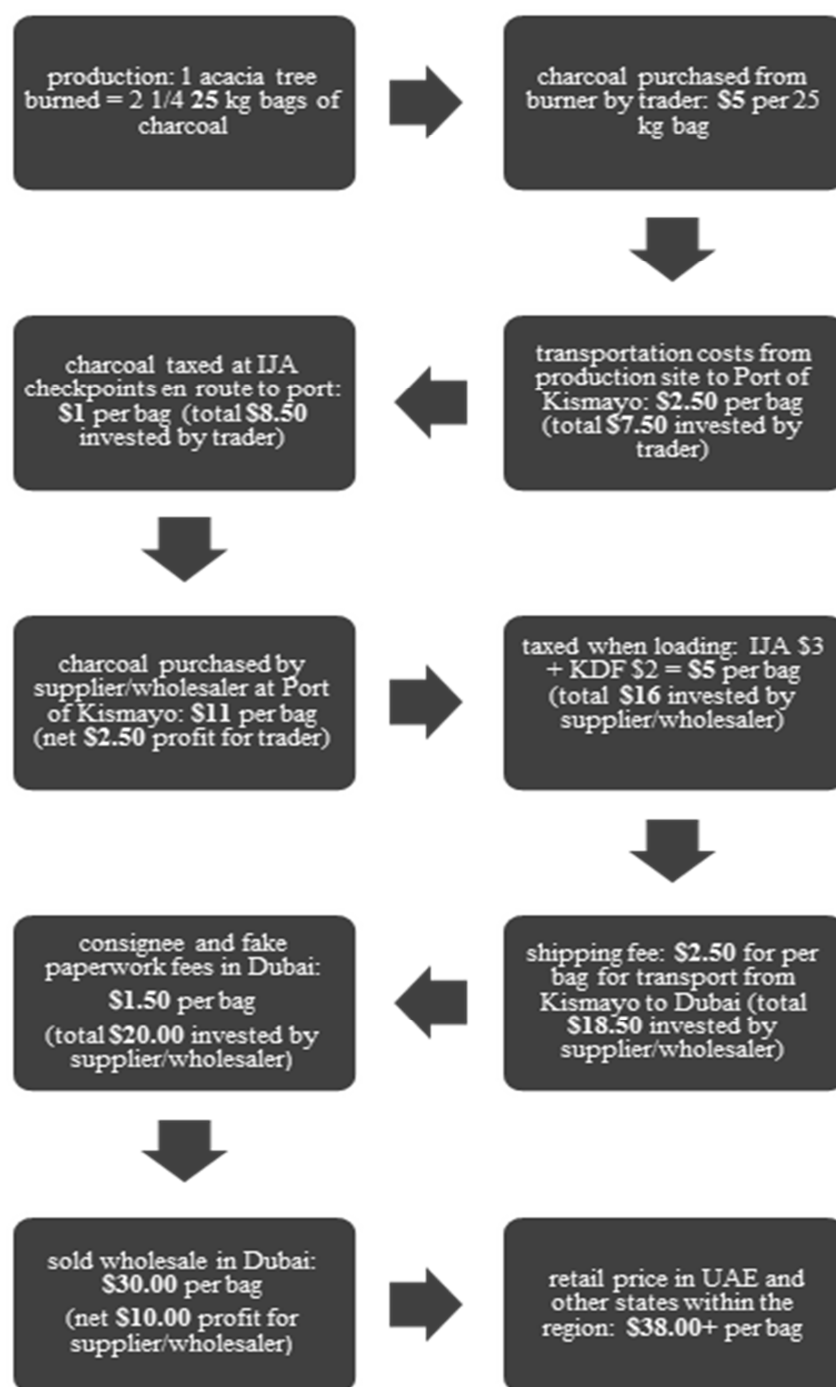 production: 1 acacia tree
burned = 2 1/4 25 kg bags of
charcoal
charcoal purchased from
burner by trader: $5 per 25
kg bag
transportation costs from
production site to Port of
Kismayo: $2.50 per bag
(total $7.50 invested by
trader)
charcoal taxed at IJA
checkpoints en route to port:
$1 per bag (total $8.50
invested by trader)
charcoal purchased by
supplier/wholesaler at Port
of Kismayo: $11 per bag
(net $2.50 profit for trader)
taxed when loading: IJA $3
+ KDF $2 = $5 per bag
(total $16 invested by
supplier/wholesaler)
shipping fee: $2.50 for per
bag for transport from
Kismayo to Dubai (total
$18.50 invested by
supplier/wholesaler)
consignee and fake
paperwork fees in Dubai:
$1.50 per bag
(total $20.00 invested by
supplier/wholesaler)
sold wholesale in Dubai:
$30.00 per bag
(net $10.00 profit for
supplier/wholesaler)
retail price in UAE and
other states within the
region: $38.00+ per bag